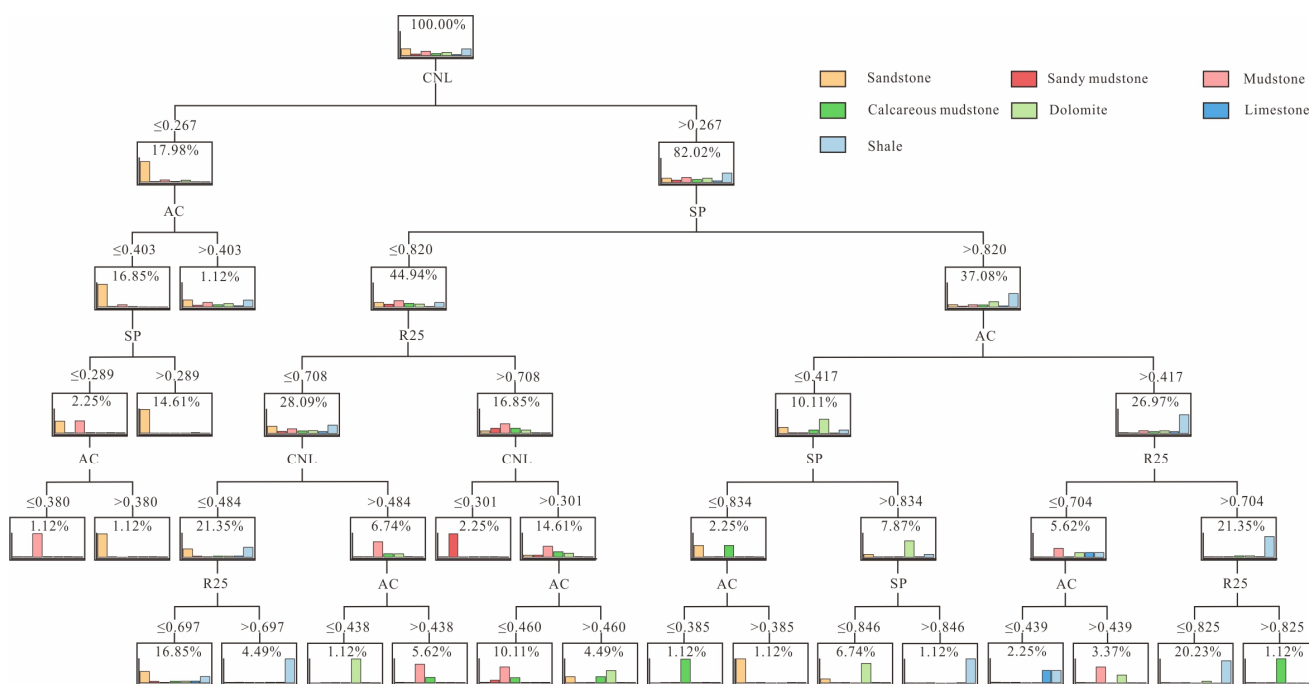 100.00%
CNL
Sandstone Sandy mudstone Mudstone
Calcareous mudstone Dolomite Limestone
Shale
≤0.267 >0.267
17.98% 82.02%
AC SP
≤0.403 >0.403 ≤0.820 >0.820
16.85% 1.12% 44.94% 37.08%
SP R25 AC
≤0.289 >0.289 ≤0.708 >0.708 ≤0.417 >0.417
2.25% 14.61% 28.09% 16.85% 10.11% 26.97%
AC CNL CNL SP R25
≤0.380 >0.380 ≤0.484 >0.484 ≤0.301 >0.301 ≤0.834 >0.834 ≤0.704 >0.704
1.12% 1.12% 21.35% 6.74% 2.25% 14.61% 2.25% 7.87% 5.62% 21.35%
R25 AC AC AC SP AC R25
≤0.697 >0.697 ≤0.438 >0.438 ≤0.460 >0.460 ≤0.385 >0.385 ≤0.846 >0.846 ≤0.439 >0.439 ≤0.825 >0.825
16.85% 4.49% 1.12% 5.62% 10.11% 4.49% 1.12% 1.12% 6.74% 1.12% 2.25% 3.37% 20.23% 1.12%